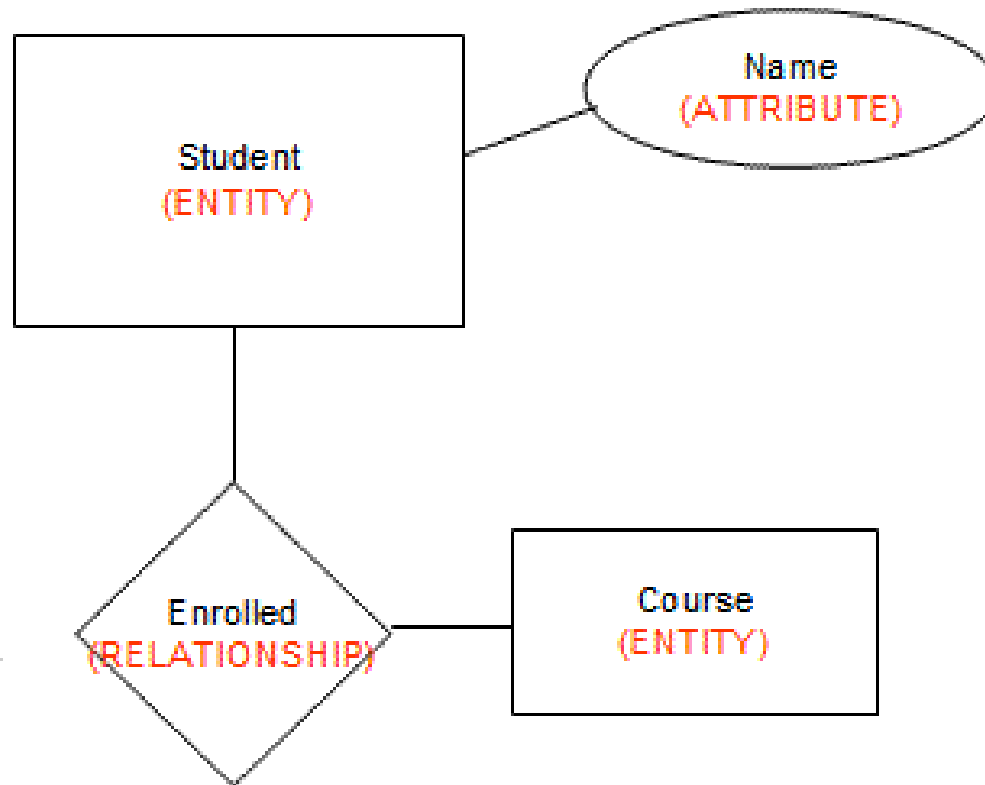 Name
(ATTRIBUTE)
Student
(ENTITY)
Enrolled
(RELATIONSHIP)
Course
(ENTITY)